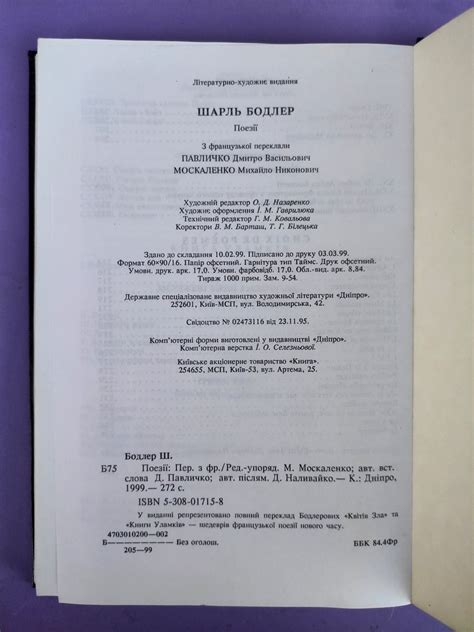 Літературно-художнє видання
ШАРЛЬ БОДЛЕР
Поезії
З французької переклали
ПАВЛИЧКО Дмитро Васильович
МОСКАЛЕНКО Михайло Никонович
Художній редактор О. Д. Назаренко
Художнє оформлення І. М. Гаврилюка
Технічний редактор Г. М. Ковальова
Коректори В. М. Барташ, Т. Г. Білецька
Здано до складання 10.02.99. Підписано до друку 03.03.99.
Формат 60×90/16. Папір офсетний. Гарнітура тип Таймс. Друк офсетний.
Умовн. друк. арк. 17,0. Умовн. фарбовідб. 17,0. Обл.-вид. арк. 8,84.
Тираж 1000 прим. Зам. 9-54.
Державне спеціалізоване видавництво художньої літератури «Дніпро».
252601, Київ-МСП, вул. Володимирська, 42.
Свідоцтво № 02473116 від 23.11.95.
Комп'ютерні форми виготовлені у видавництві «Дніпро».
Комп'ютерна верстка І. О. Селезньової.
Київське акціонерне товариство «Книга».
254655, МСП, Київ-53, вул. Артема, 25.
Бодлер Ш.
Б75 Поезії: Пер. з фр./Ред.-упоряд. М. Москаленко; авт. вст.
слова Д. Павличко; авт. післям. Д. Наливайко.— К.: Дніпро,
1999.— 272 с.
ISBN 5-308-01715-8
У виданні репрезентовано повний переклад Бодлерових «Квітів Зла» та
«Книги Уламків» — шедеврів французької поезії нового часу.
4703010200—002
Б—————— Без оголош.
205—99
ББК 84.4Фр